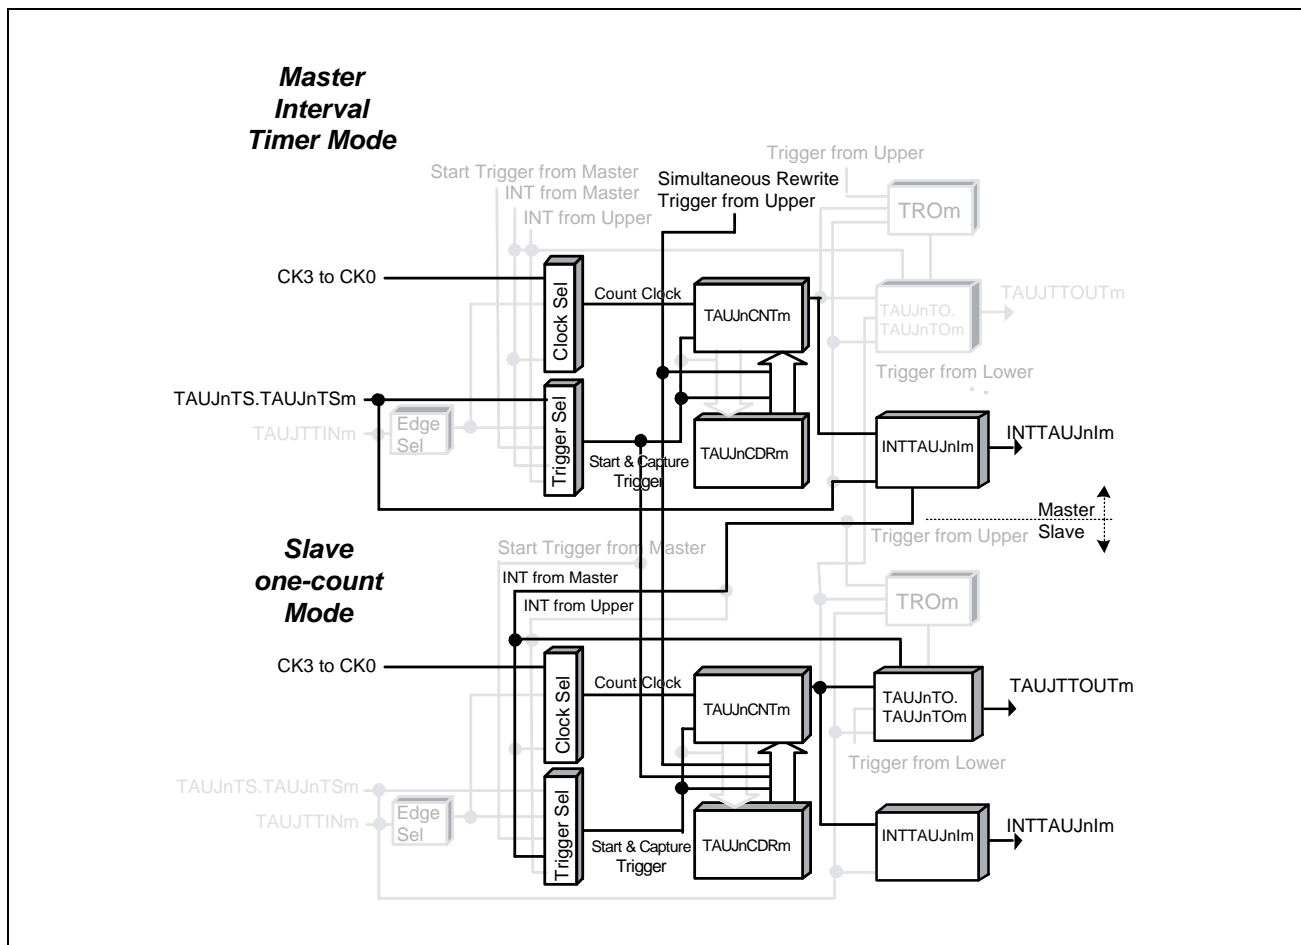 Master
Interval
Timer Mode
Trigger from Upper
Start Trigger from Master
INT from Master
INT from Upper
Simultaneous Rewrite
Trigger from Upper
TROm
CK3 to CK0
Clock Sel
Count Clock
TAUJnCNTm
TAUJnTO.
TAUJnTOm
TAUJTTOUTm
Trigger from Lower
TAUJnTS.TAUJnTSm
TAUJTTINm
Edge
Sel
Trigger Sel
Start & Capture
Trigger
TAUJnCDRm
INTTAUJnIm
INTTAUJnIm
Master
Slave
Trigger from Upper
Slave
one-count
Mode
Start Trigger from Master
INT from Master
INT from Upper
TROm
CK3 to CK0
Clock Sel
Count Clock
TAUJnCNTm
TAUJnTO.
TAUJnTOm
TAUJTTOUTm
Trigger from Lower
TAUJnTS.TAUJnTSm
TAUJTTINm
Edge
Sel
Trigger Sel
Start & Capture
Trigger
TAUJnCDRm
INTTAUJnIm
INTTAUJnIm